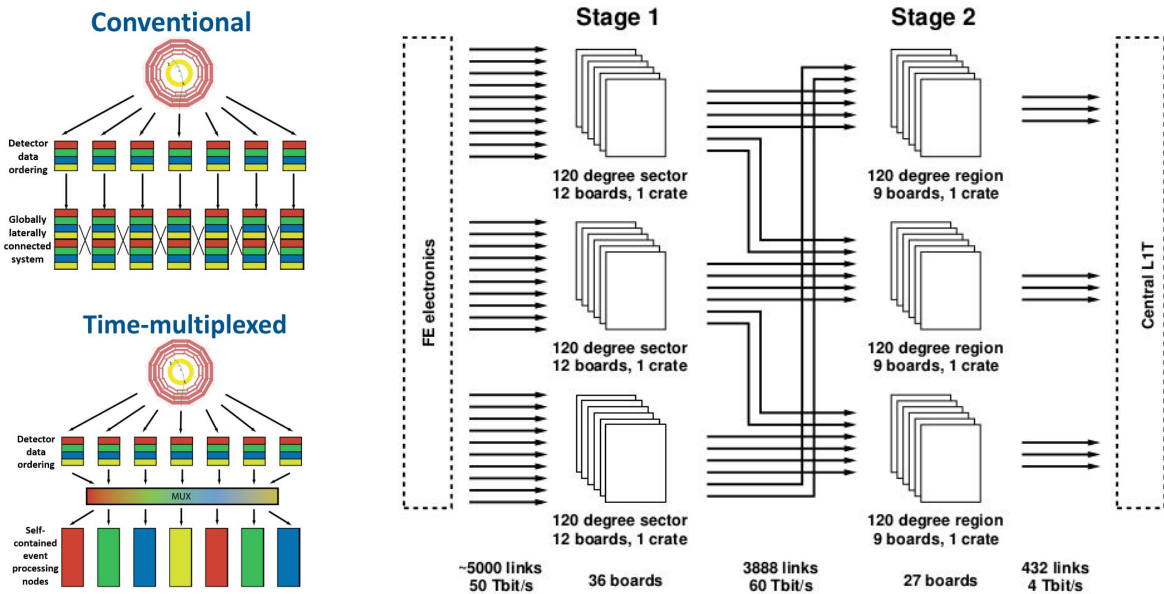 Conventional
Detector
data
ordering
Globally
laterally
connected
system
Time-multiplexed
Detector
data
ordering
MUX
Self-
contained
event
processing
nodes
Stage 1
Stage 2
FE electronics
120 degree sector
12 boards, 1 crate
120 degree region
9 boards, 1 crate
120 degree sector
12 boards, 1 crate
120 degree region
9 boards, 1 crate
120 degree sector
12 boards, 1 crate
120 degree region
9 boards, 1 crate
Central L1T
~5000 links
50 Tbit/s
36 boards
3888 links
60 Tbit/s
27 boards
432 links
4 Tbit/s